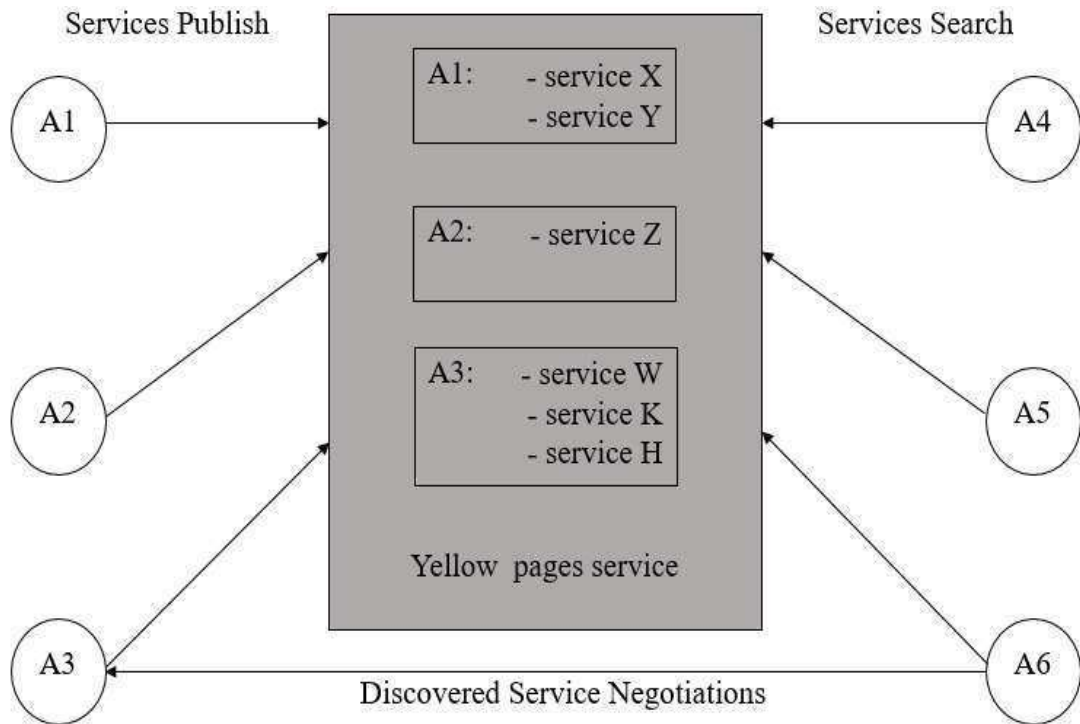 Services Publish
Services Search
A1
A1: - service X
- service Y
A4
A2: - service Z
A2
A3: - service W
- service K
- service H
A5
Yellow pages service
A3
A6
Discovered Service Negotiations